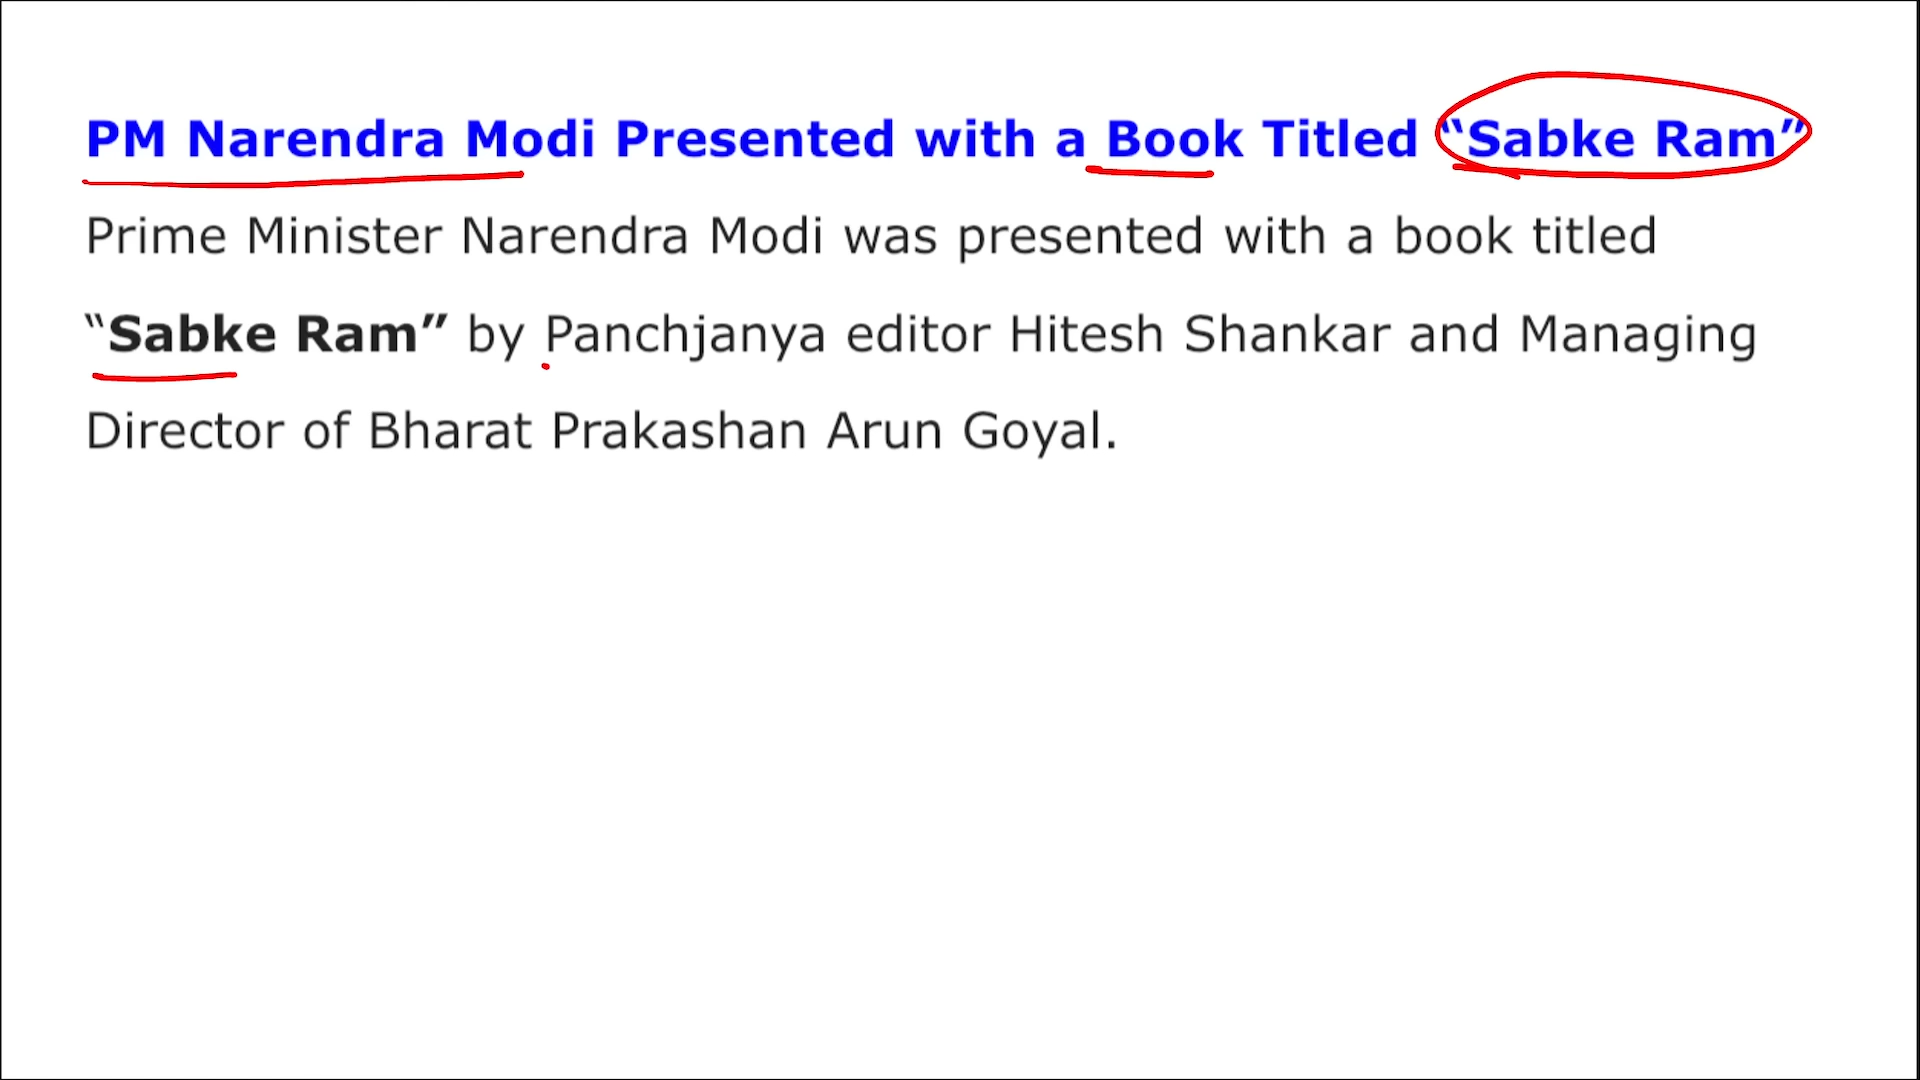 PM Narendra Modi Presented with a Book Titled “Sabke Ram”
Prime Minister Narendra Modi was presented with a book titled
“Sabke Ram” by Panchjanya editor Hitesh Shankar and Managing
Director of Bharat Prakashan Arun Goyal.